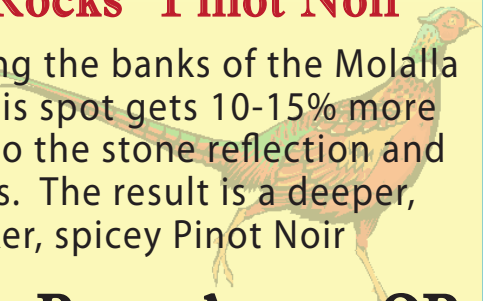 Rocks" Pinot Noir
ng the banks of the Molalla
is spot gets 10-15% more
o the stone reflection and
s. The result is a deeper,
er, spicey Pinot Noir
OR